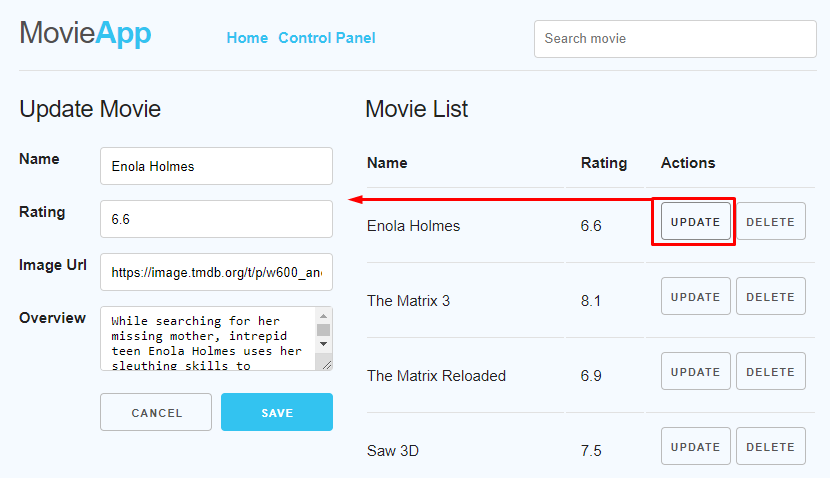 MovieApp
Home Control Panel
Search movie
Update Movie
Name
Enola Holmes
Rating
6.6
Image Url
https://image.tmdb.org/t/p/w600_and
Overview
While searching for her
missing mother, intrepid
teen Enola Holmes uses her
sleuthing skills to
CANCEL SAVE
Movie List
Name Rating Actions
Enola Holmes 6.6 UPDATE DELETE
The Matrix 3 8.1 UPDATE DELETE
The Matrix Reloaded 6.9 UPDATE DELETE
Saw 3D 7.5 UPDATE DELETE